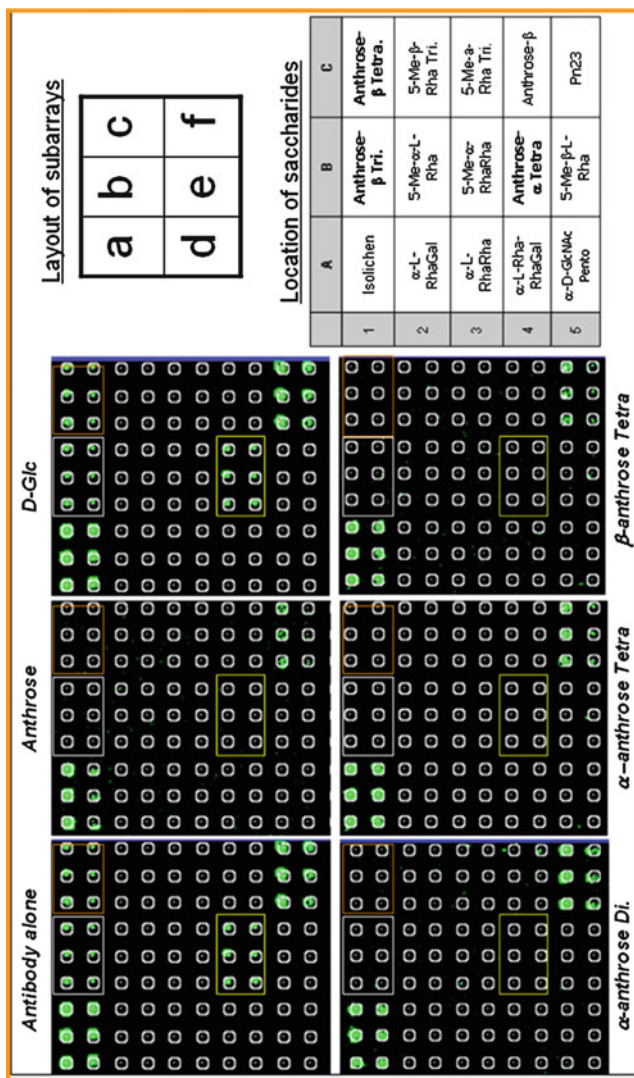 Antibody alone
Anthrose
D-Glc
α-anthrose Di.
α–anthrose Tetra
β-anthrose Tetra
Layout of subarrays
a b c
d e f
Location of saccharides
A B C
1 Isolichen Anthrose-
β Tri. Anthrose-
β Tetra.
2 α-L-
RhaGal 5-Me-α-L-
Rha 5-Me-β-
Rha Tri.
3 α-L-
RhaRha 5-Me-α-
RhaRha 5-Me-a-
Rha Tri.
4 α-L-Rha-
RhaGal Anthrose-
α Tetra Anthrose-β
5 α-D-GlcNAc
Pento 5-Me-β-L-
Rha Pn23